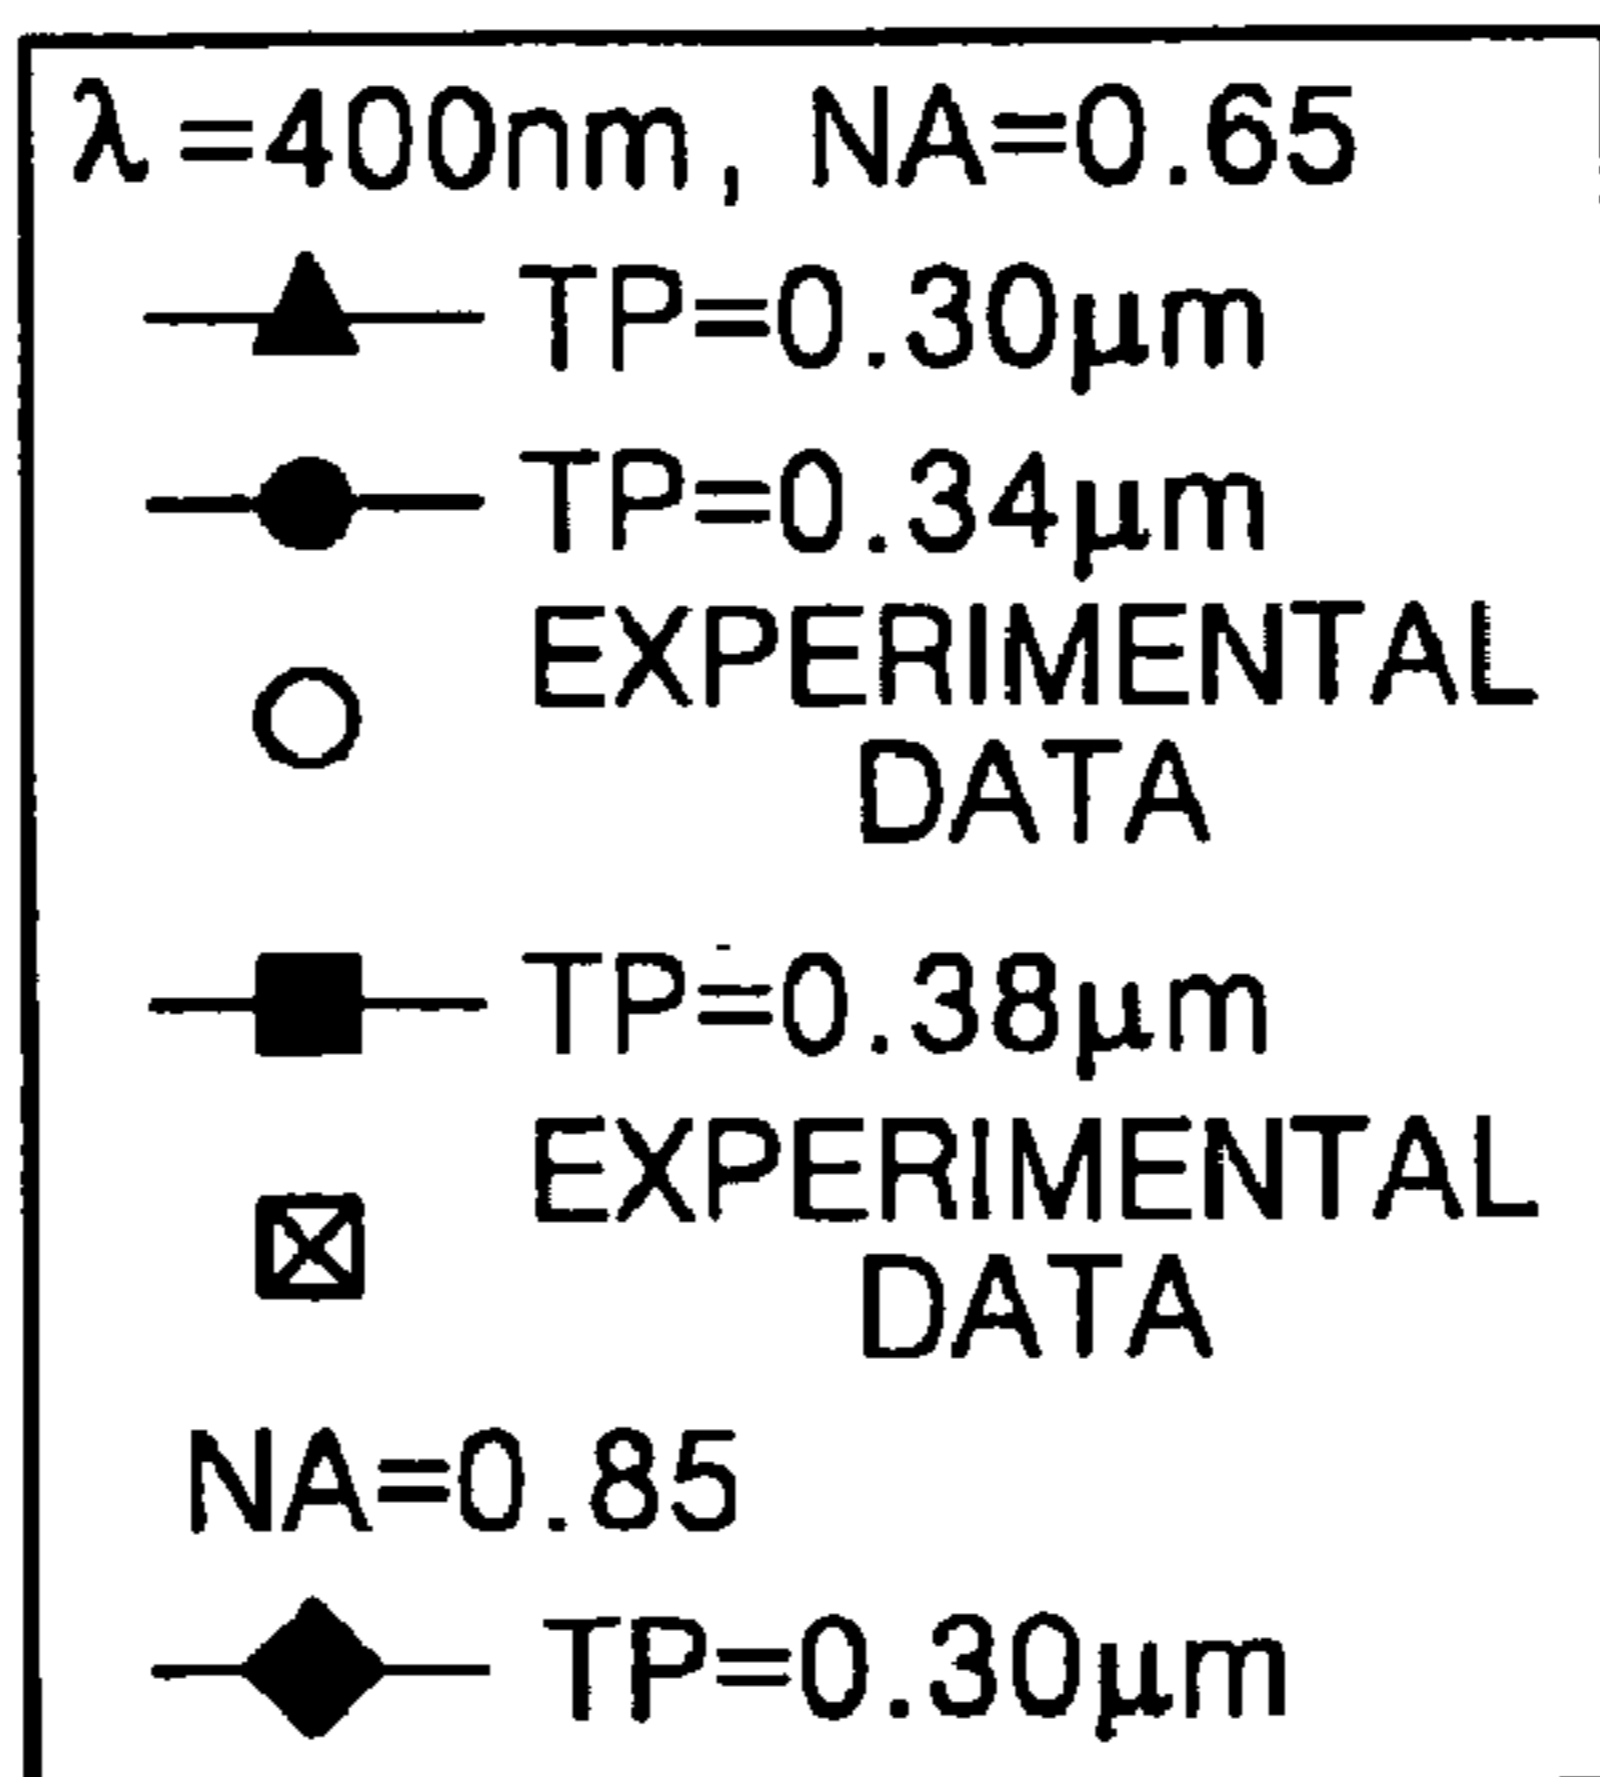 λ=400nm, NA=0.65
TP=0.30μm
TP=0.34μm
EXPERIMENTAL
DATA
TP=0.38μm
EXPERIMENTAL
DATA
NA=0.85
TP=0.30μm